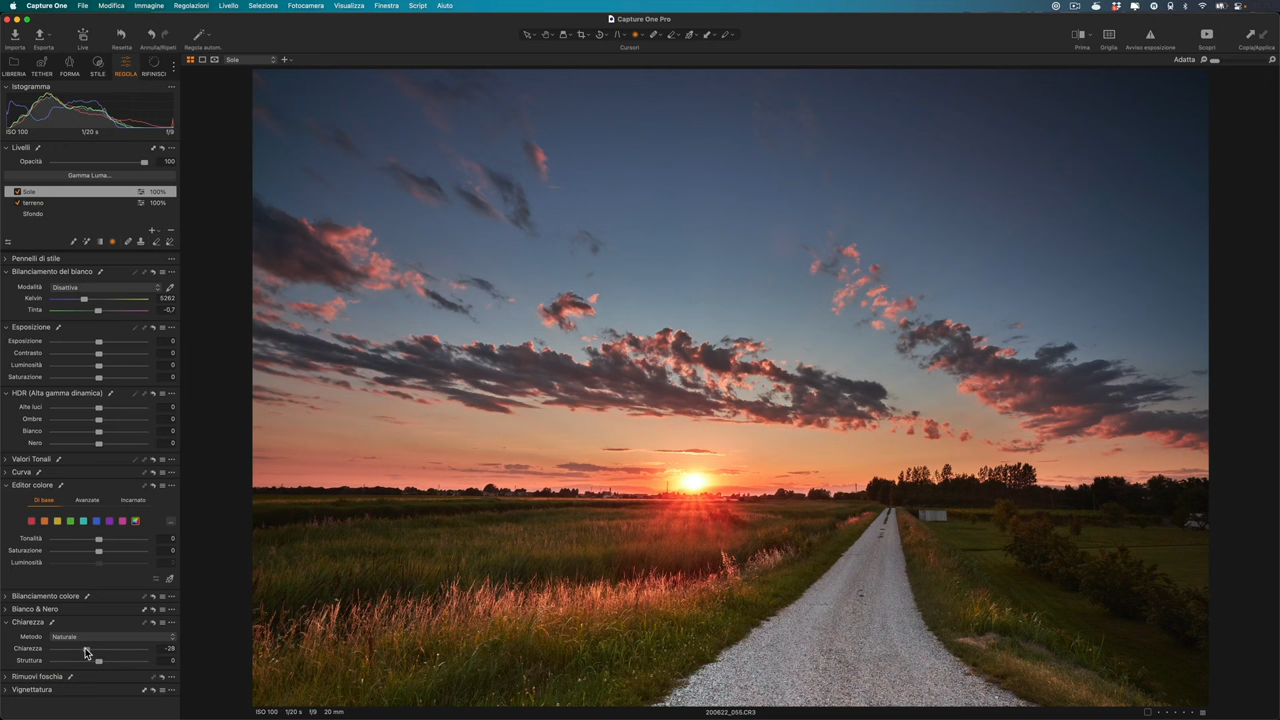 Capture One File Modifica Immagine Regolazioni Livello Seleziona Fotocamera Visualizza Finestra Script Aiuto
Capture One Pro
Importa Esporta Live Resetta Annulla/Ripeti Regola autom. Cursori Prima Griglia Avviso esposizione Scopri Copia/Applica
LIBRERIA TETHER FORMA STILE REGOLA RIFINISCI
Sole
Adatta
Istogramma
ISO 100 1/20 s f/9
Livelli
Opacità 100
Gamma Luma...
Sole 100%
terreno 100%
Sfondo
Pennelli di stile
Bilanciamento del bianco
Modalità Disattiva
Kelvin 5262
Tinta -0,7
Esposizione
Esposizione 0
Contrasto 0
Luminosità 0
Saturazione 0
HDR (Alta gamma dinamica)
Alte luci 0
Ombre 0
Bianco 0
Nero 0
Valori Tonali
Curva
Editor colore
Di base Avanzate Incarnato
Tonalità 0
Saturazione 0
Luminosità
Bilanciamento colore
Bianco & Nero
Chiarezza
Metodo Naturale
Chiarezza -28
Struttura 0
Rimuovi foschia
Vignettatura
ISO 100 1/20 s f/9 20 mm
200622_055.CR3